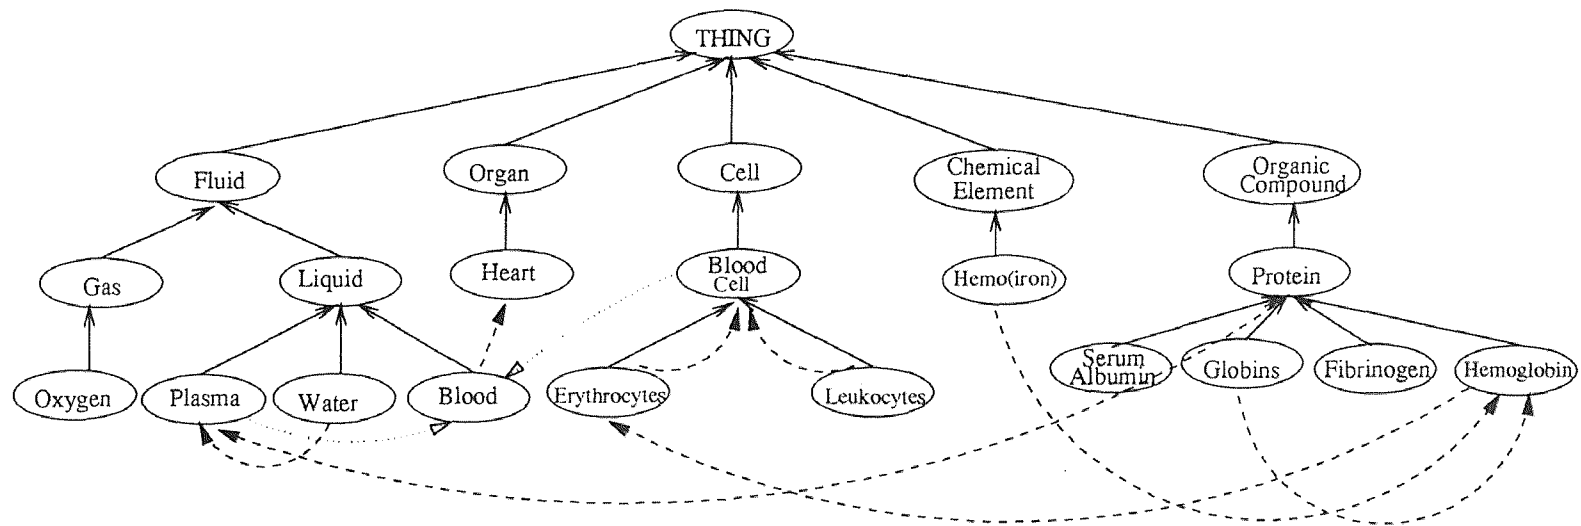 THING
Fluid
Organ
Cell
Chemical
Element
Organic
Compound
Gas
Liquid
Heart
Blood
Cell
Hemo(iron)
Protein
Oxygen
Plasma
Water
Blood
Erythrocytes
Leukocytes
Serum
Albumin
Globins
Fibrinogen
Hemoglobin